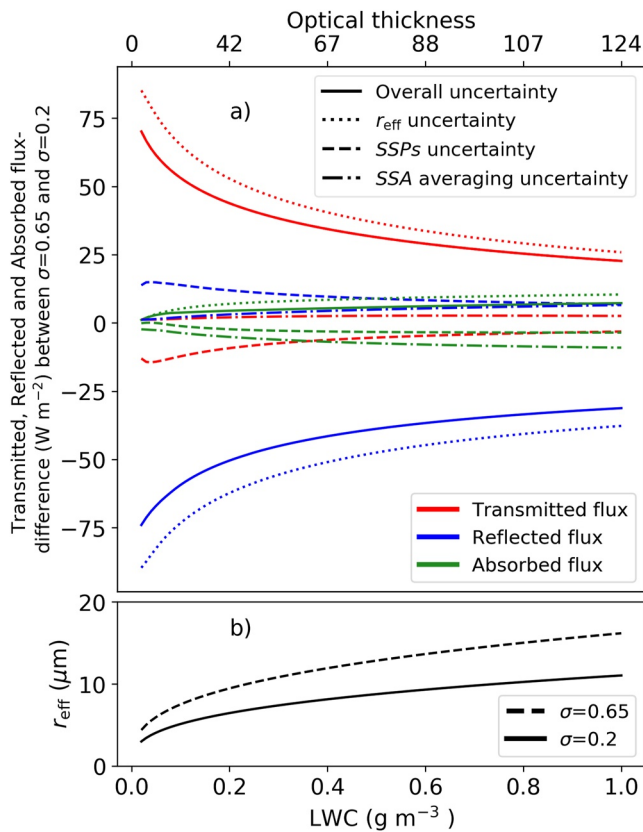 Optical thickness
0 42 67 88 107 124
a)
Overall uncertainty
r_eff uncertainty
SSPs uncertainty
SSA averaging uncertainty
Transmitted, Reflected and Absorbed flux-
difference (W m⁻²) between σ=0.65 and σ=0.2
75
50
25
0
−25
−50
−75
Transmitted flux
Reflected flux
Absorbed flux
b)
r_eff (μm)
20
10
0
σ=0.65
σ=0.2
0.0 0.2 0.4 0.6 0.8 1.0
LWC (g m⁻³)